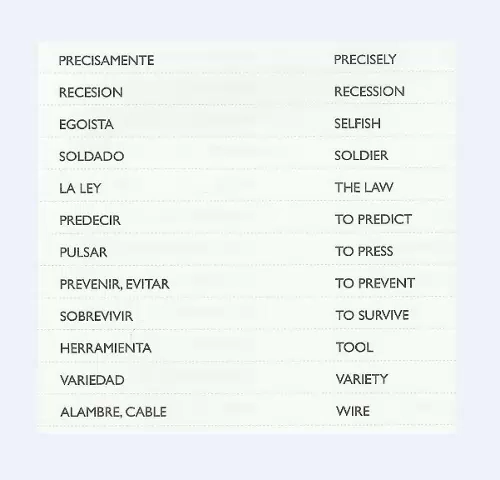 PRECISAMENTE PRECISELY
RECESION RECESSION
EGOISTA SELFISH
SOLDADO SOLDIER
LA LEY THE LAW
PREDECIR TO PREDICT
PULSAR TO PRESS
PREVENIR, EVITAR TO PREVENT
SOBREVIVIR TO SURVIVE
HERRAMIENTA TOOL
VARIEDAD VARIETY
ALAMBRE, CABLE WIRE